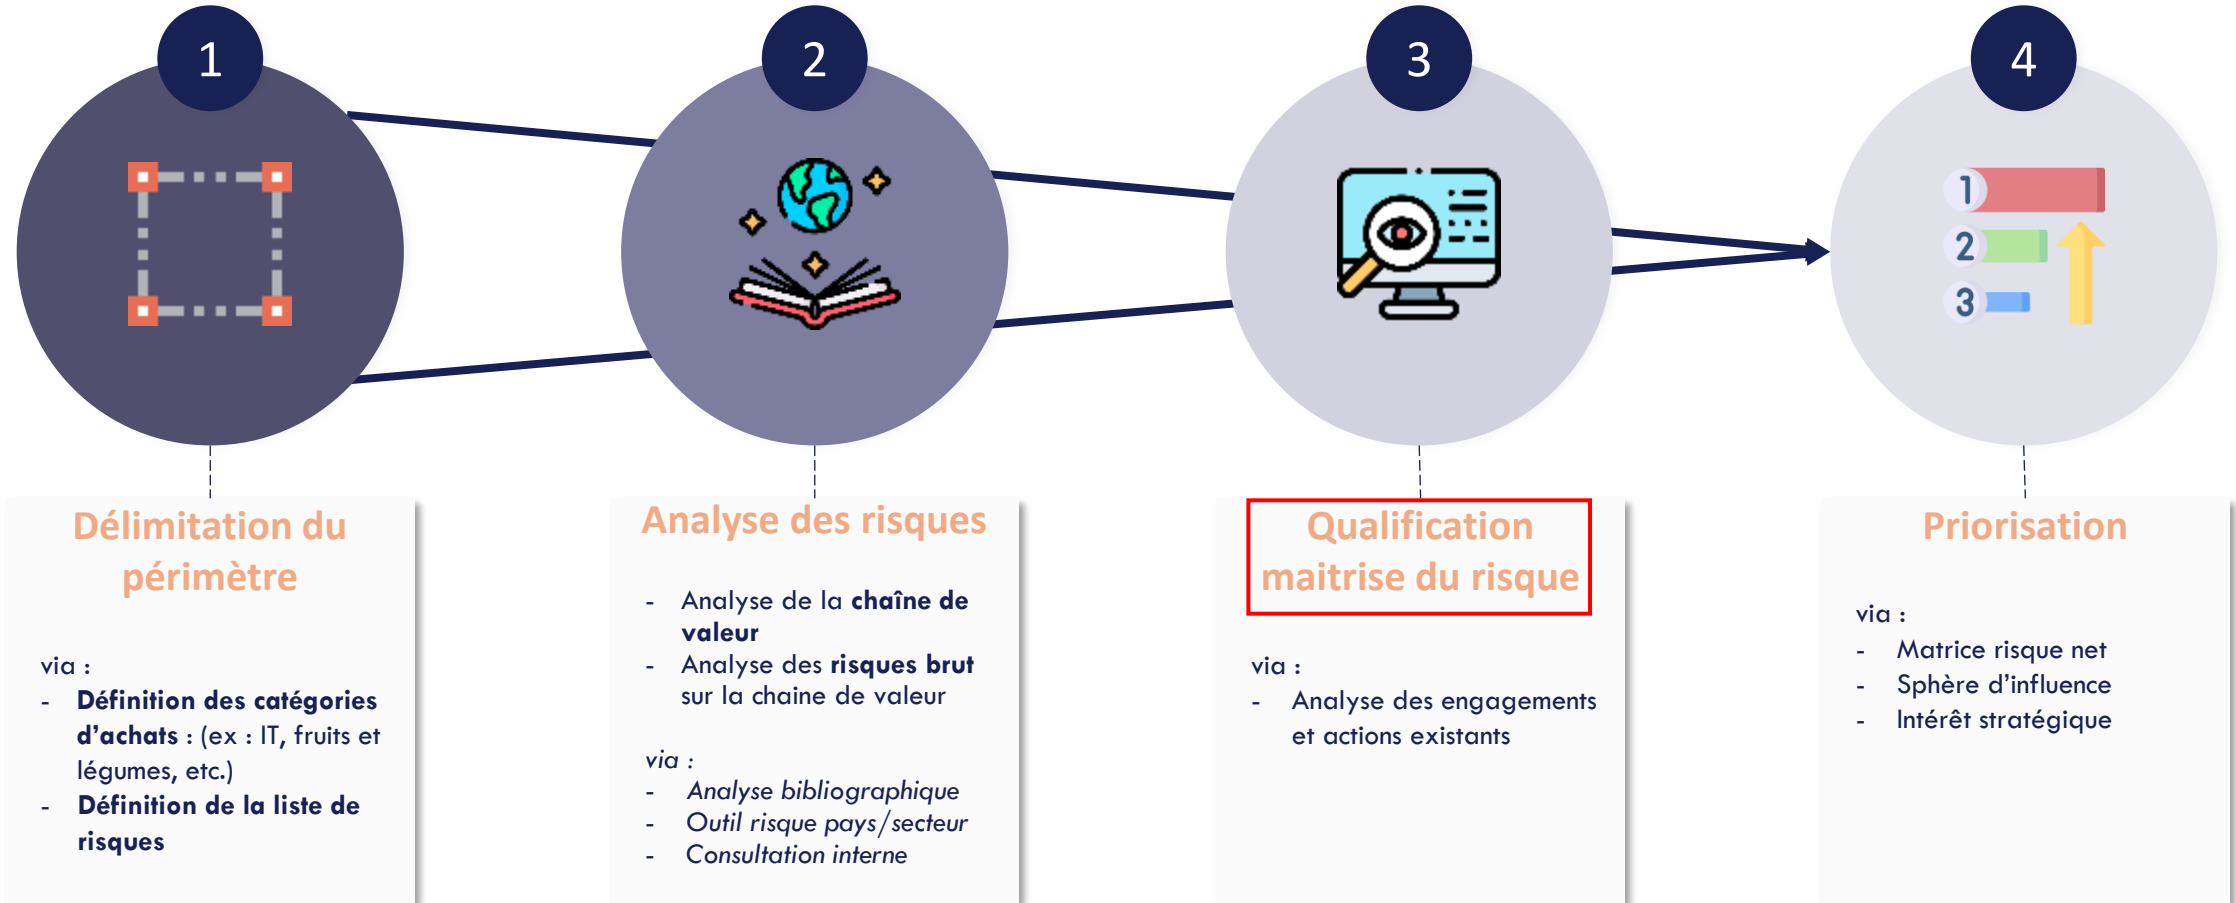 1
Délimitation du
périmètre
via :
- Définition des catégories
d'achats : (ex : IT, fruits et
légumes, etc.)
- Définition de la liste de
risques
2
Analyse des risques
- Analyse de la chaîne de
valeur
- Analyse des risques brut
sur la chaine de valeur
via :
- Analyse bibliographique
- Outil risque pays/secteur
- Consultation interne
3
Qualification
maitrise du risque
via :
- Analyse des engagements
et actions existants
4
1
2
3
Priorisation
via :
- Matrice risque net
- Sphère d'influence
- Intérêt stratégique